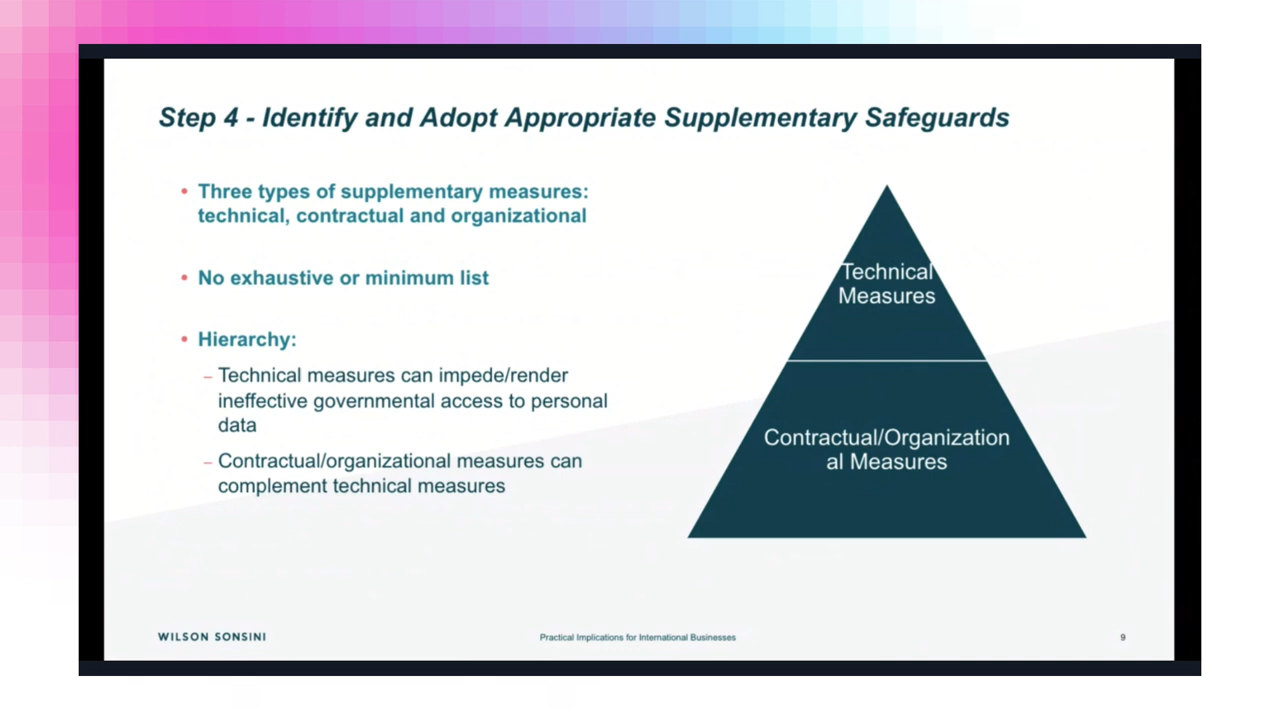 Step 4 - Identify and Adopt Appropriate Supplementary Safeguards
• Three types of supplementary measures:
technical, contractual and organizational
• No exhaustive or minimum list
• Hierarchy:
– Technical measures can impede/render
ineffective governmental access to personal
data
– Contractual/organizational measures can
complement technical measures
Technical
Measures
Contractual/Organization
al Measures
WILSON SONSINI
Practical Implications for International Businesses
9